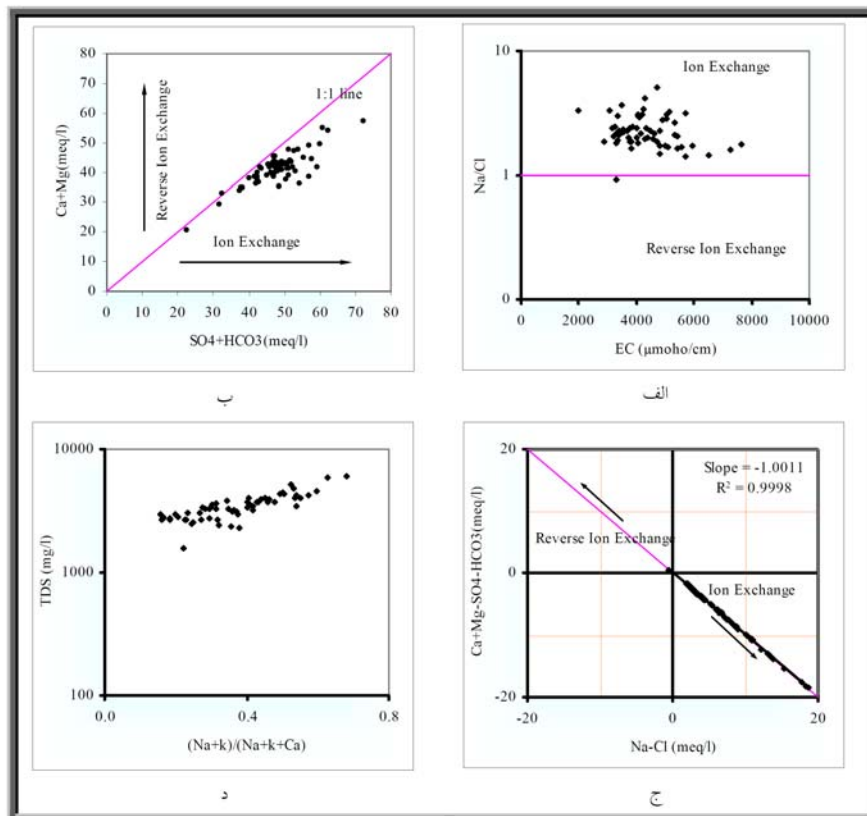 80
70
60
50
40
30
20
10
0
Ca+Mg(meq/l)
Reverse Ion Exchange
1:1 line
Ion Exchange
0 10 20 30 40 50 60 70 80
SO4+HCO3(meq/l)
ب
10
1
0
Na/Cl
Ion Exchange
Reverse Ion Exchange
0 2000 4000 6000 8000 10000
EC (µmoho/cm)
الف
10000
1000
100
TDS (mg/l)
0.0 0.4 0.8
(Na+k)/(Na+k+Ca)
د
20
0
-20
Ca+Mg-SO4-HCO3(meq/l)
Slope = -1.0011
R² = 0.9998
Reverse Ion Exchange
Ion Exchange
-20 0 20
Na-Cl (meq/l)
ج